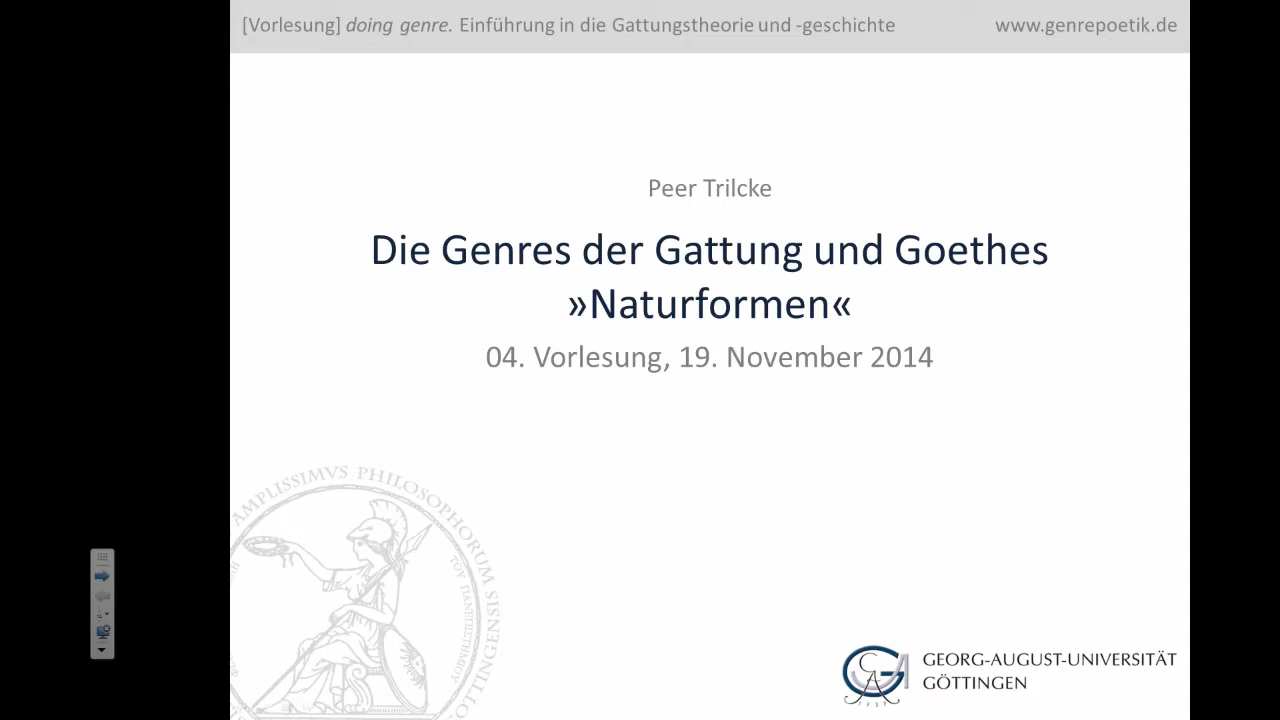 [Vorlesung] doing genre. Einführung in die Gattungstheorie und -geschichte www.genrepoetik.de
Peer Trilcke
Die Genres der Gattung und Goethes
»Naturformen«
04. Vorlesung, 19. November 2014
AMPLISSIMVS PHILOSOPHORUM
GEORG-AUGUST-UNIVERSITÄT
GÖTTINGEN